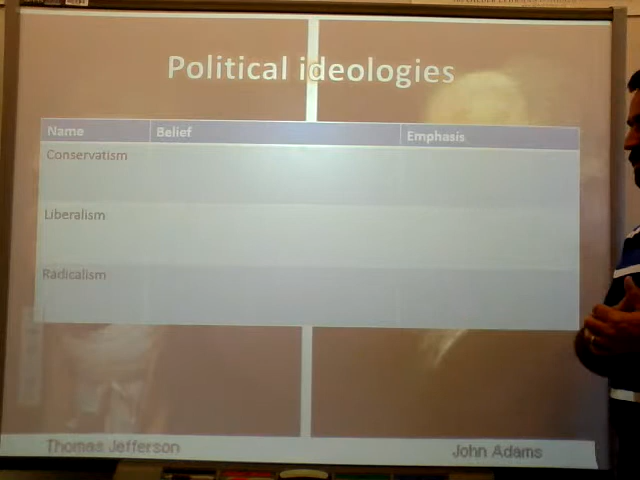 Political ideologies
Name Belief Emphasis
Conservatism
Liberalism
Radicalism
Thomas Jefferson John Adams